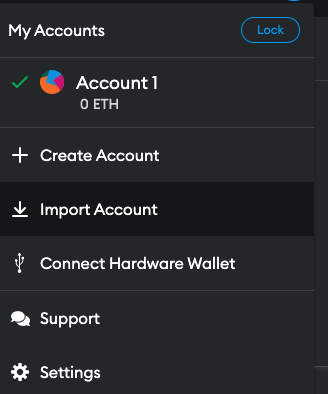 My Accounts
Lock
Account 1
0 ETH
Create Account
Import Account
Connect Hardware Wallet
Support
Settings